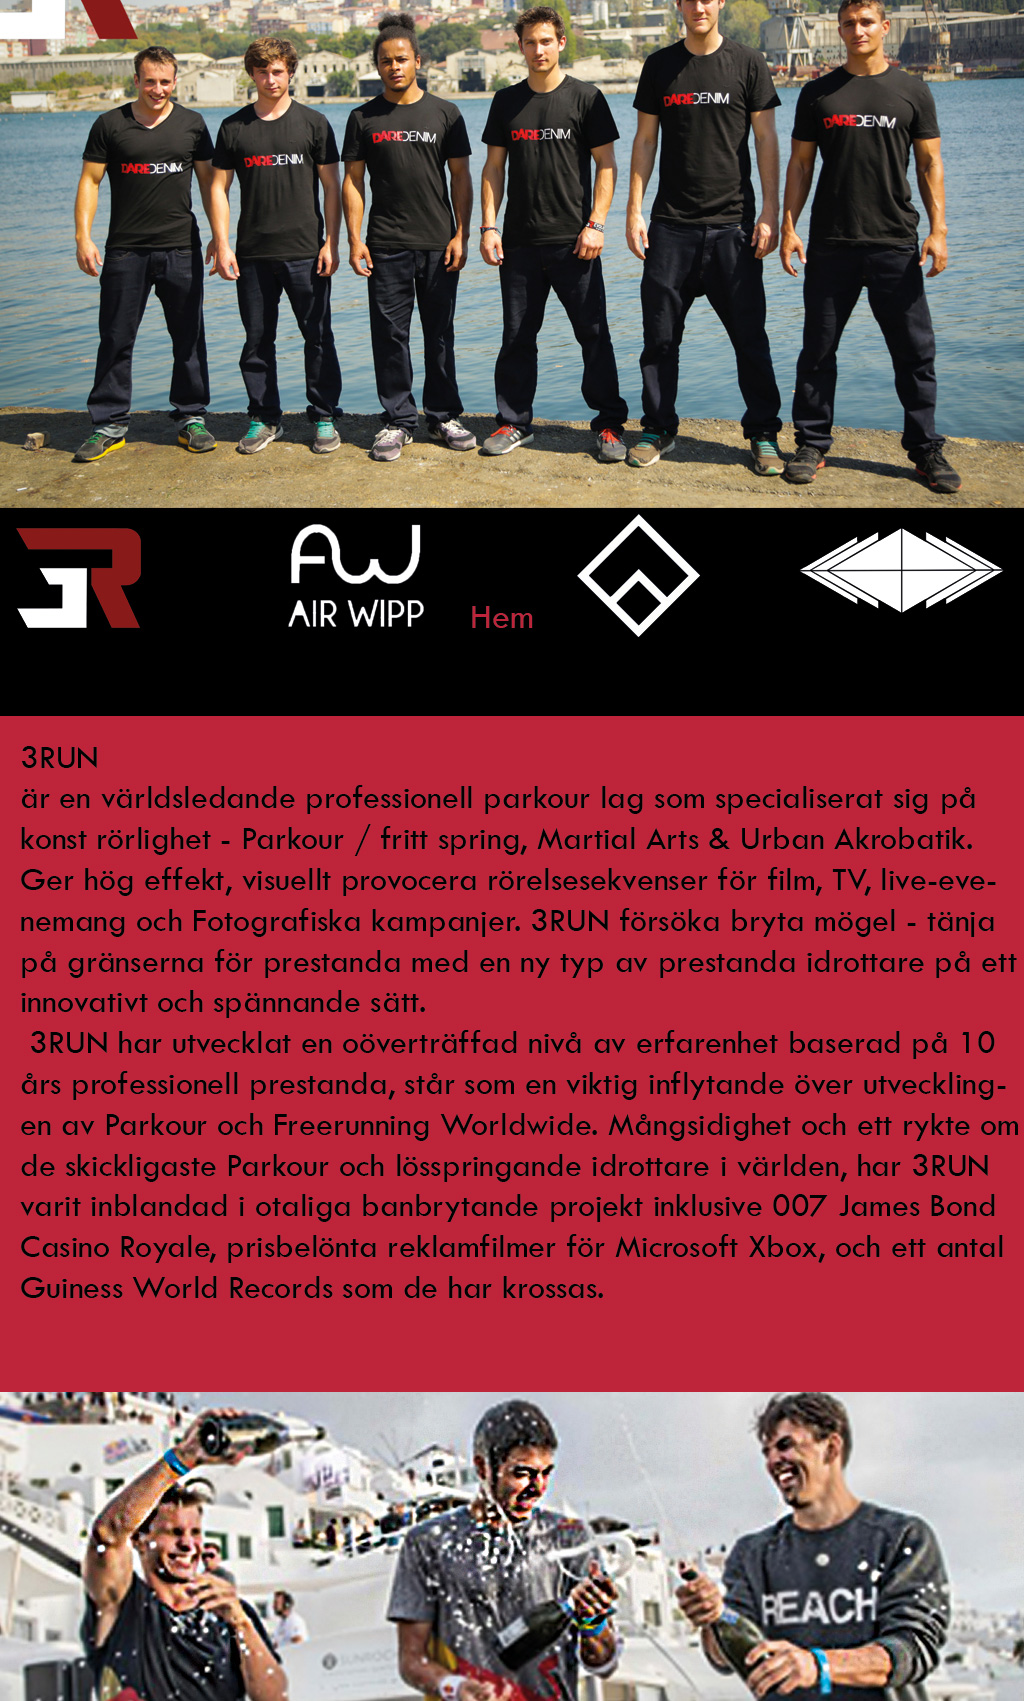 DAREDENIM
DAREDENIM
DAREDENIM
DAREDENIM
DAREDENIM
DAREDENIM
3R
AW
AIR WIPP
Hem
3RUN
är en världsledande professionell parkour lag som specialiserat sig på
konst rörlighet - Parkour / fritt spring, Martial Arts & Urban Akrobatik.
Ger hög effekt, visuellt provocera rörelsesekvenser för film, TV, live-eve-
nemang och Fotografiska kampanjer. 3RUN försöka bryta mögel - tänja
på gränserna för prestanda med en ny typ av prestanda idrottare på ett
innovativt och spännande sätt.
3RUN har utvecklat en oöverträffad nivå av erfarenhet baserad på 10
års professionell prestanda, står som en viktig inflytande över utveckling-
en av Parkour och Freerunning Worldwide. Mångsidighet och ett rykte om
de skickligaste Parkour och lösspringande idrottare i världen, har 3RUN
varit inblandad i otaliga banbrytande projekt inklusive 007 James Bond
Casino Royale, prisbelönta reklamfilmer för Microsoft Xbox, och ett antal
Guiness World Records som de har krossas.
REACH
SUNROCKS